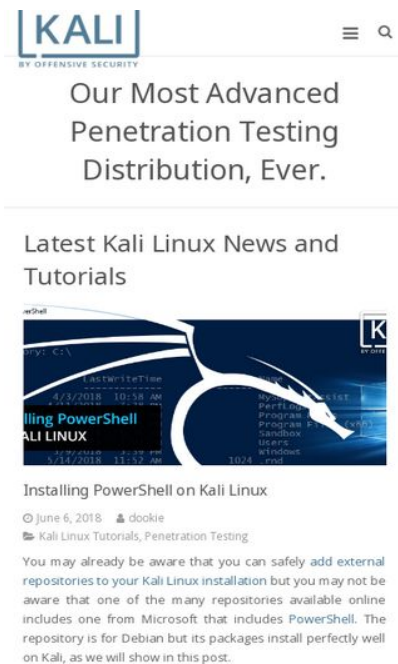 KALI
BY OFFENSIVE SECURITY
Our Most Advanced
Penetration Testing
Distribution, Ever.
Latest Kali Linux News and
Tutorials
erShell
ory: C:\
LastWriteTime
4/3/2018 10:58 AM
PerfLogs
Program
Program Files (x86)
lling PowerShell
Sandbox
ALI LINUX
Users
Windows
5/14/2018 11:52 AM 1024 .rnd
K
BY OFFE
Installing PowerShell on Kali Linux
June 6, 2018 dookie
Kali Linux Tutorials, Penetration Testing
You may already be aware that you can safely add external
repositories to your Kali Linux installation but you may not be
aware that one of the many repositories available online
includes one from Microsoft that includes PowerShell. The
repository is for Debian but its packages install perfectly well
on Kali, as we will show in this post.